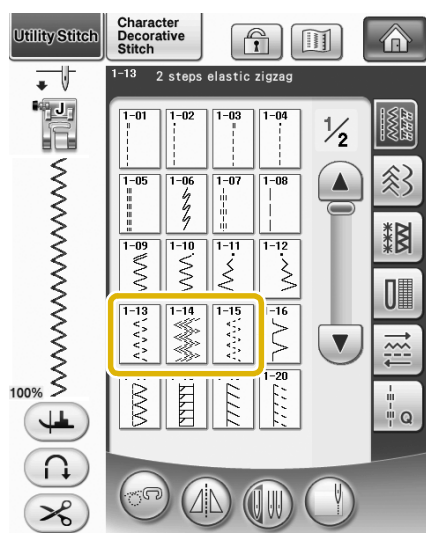 Utility Stitch
Character
Decorative
Stitch
1-13 2 steps elastic zigzag
J
1-01 1-02 1-03 1-04
1/2
1-05 1-06 1-07 1-08
1-09 1-10 1-11 1-12
1-13 1-14 1-15 -16
1-20
100%
Q